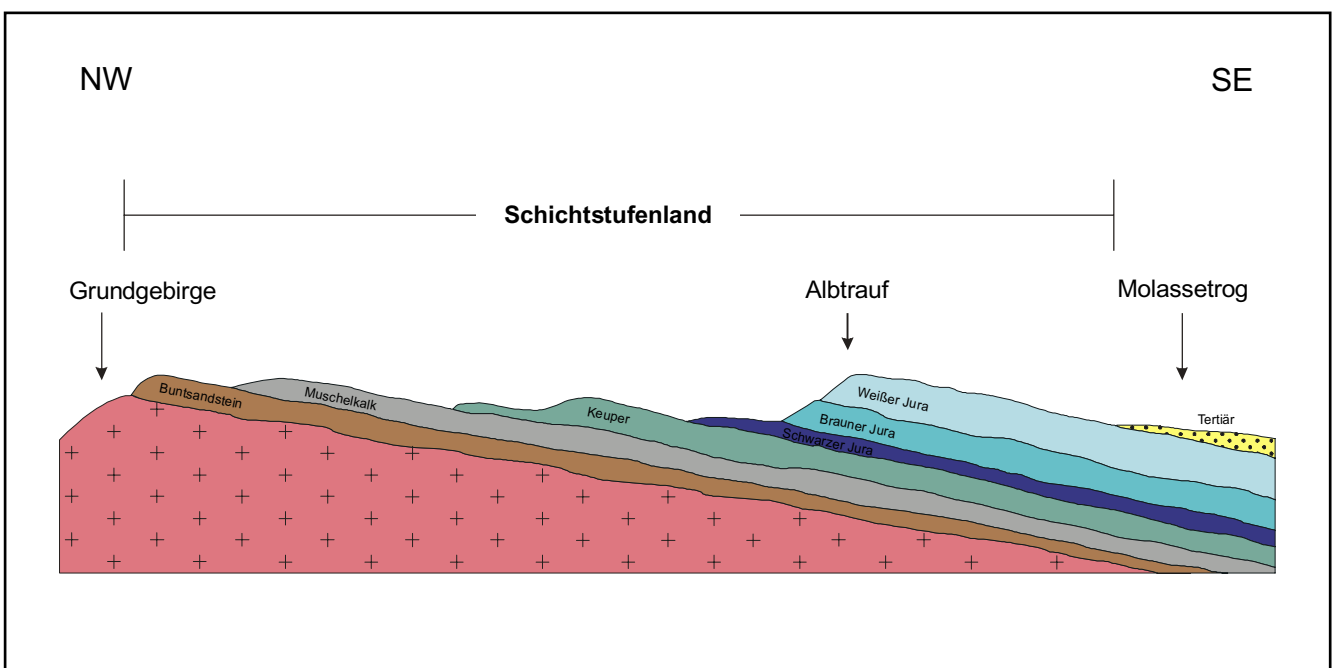 NW
SE
Schichtstufenland
Grundgebirge
Albtrauf
Molassetrog
Buntsandstein
Muschelkalk
Keuper
Weißer Jura
Brauner Jura
Schwarzer Jura
Tertiär